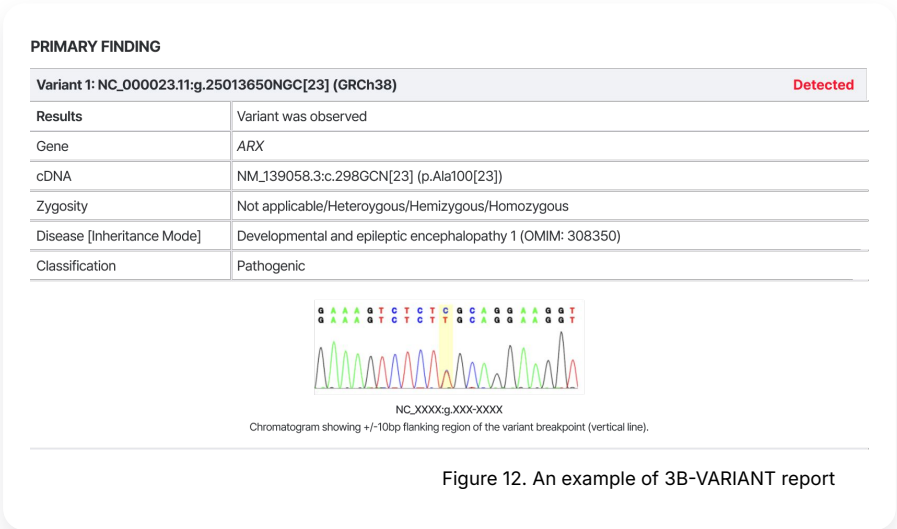 PRIMARY FINDING
Variant 1: NC_000023.11:g.25013650NGC[23] (GRCh38) Detected
Results Variant was observed
Gene ARX
cDNA NM_139058.3:c.298GCN[23] (p.Ala100[23])
Zygosity Not applicable/Heteroygous/Hemizygous/Homozygous
Disease [Inheritance Mode] Developmental and epileptic encephalopathy 1 (OMIM: 308350)
Classification Pathogenic
G A A A G T C T C T C G C A G G A A G G T
G A A A G T C T C T T G C A G G A A G G T
NC_XXXX:g.XXX-XXXX
Chromatogram showing +/-10bp flanking region of the variant breakpoint (vertical line).
Figure 12. An example of 3B-VARIANT report